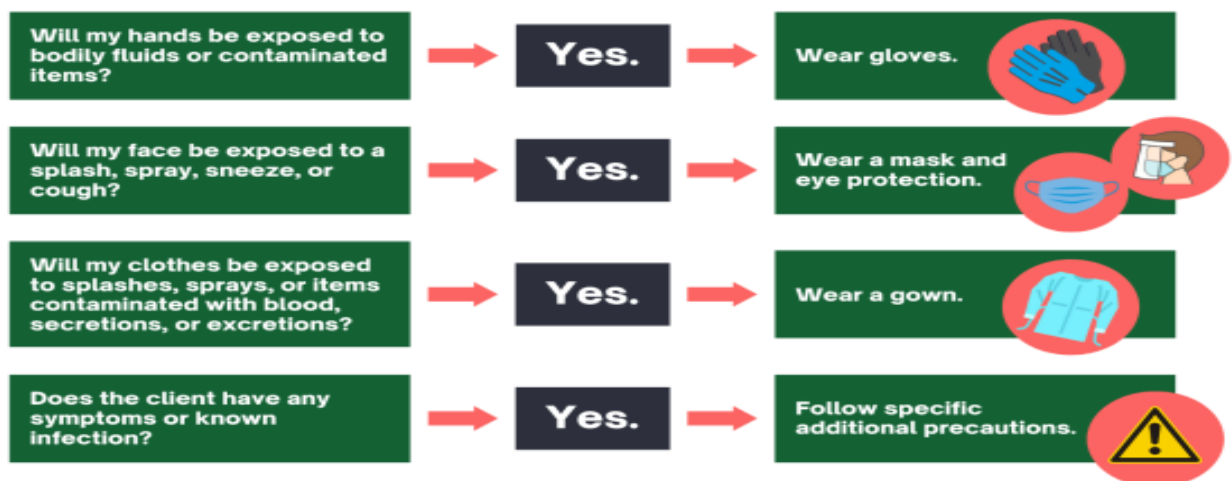 Will my hands be exposed to
bodily fluids or contaminated
items?
Yes.
Wear gloves.
Will my face be exposed to a
splash, spray, sneeze, or
cough?
Yes.
Wear a mask and
eye protection.
Will my clothes be exposed
to splashes, sprays, or items
contaminated with blood,
secretions, or excretions?
Yes.
Wear a gown.
Does the client have any
symptoms or known
infection?
Yes.
Follow specific
additional precautions.